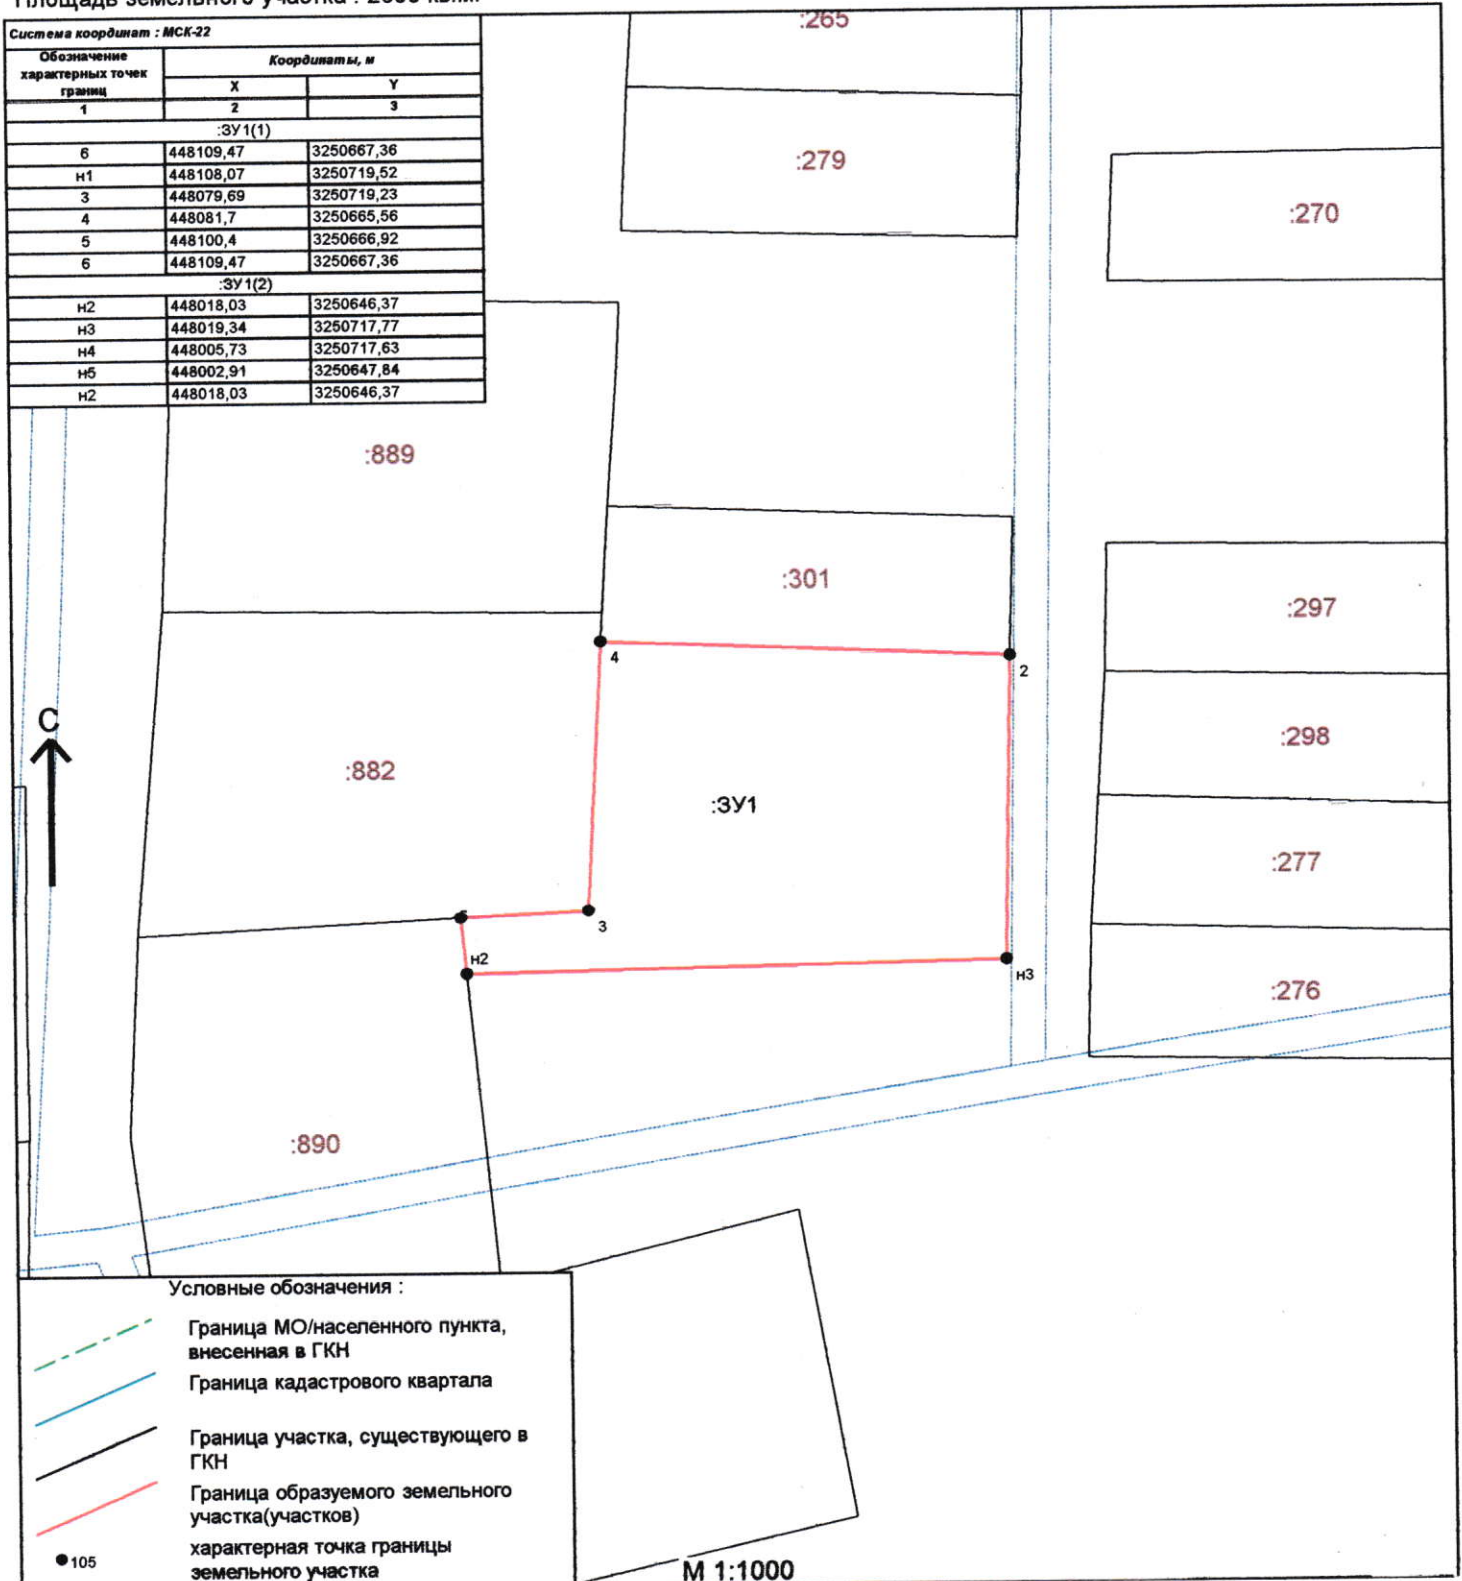 Система координат : МСК-22
Обозначение характерных точек границ
Координаты, м
X Y
1 2 3
:ЗУ1(1)
6 448109,47 3250667,36
н1 448108,07 3250719,52
3 448079,69 3250719,23
4 448081,7 3250665,56
5 448100,4 3250666,92
6 448109,47 3250667,36
:ЗУ1(2)
н2 448018,03 3250646,37
н3 448019,34 3250717,77
н4 448005,73 3250717,63
н5 448002,91 3250647,84
н2 448018,03 3250646,37
:265
:279
:270
:889
:301
:297
4
2
С
:298
:882
:ЗУ1
:277
3
н2
н3
:276
:890
Условные обозначения :
Граница МО/населенного пункта,
внесенная в ГКН
Граница кадастрового квартала
Граница участка, существующего в
ГКН
Граница образуемого земельного
участка(участков)
105
характерная точка границы
земельного участка
М 1:1000